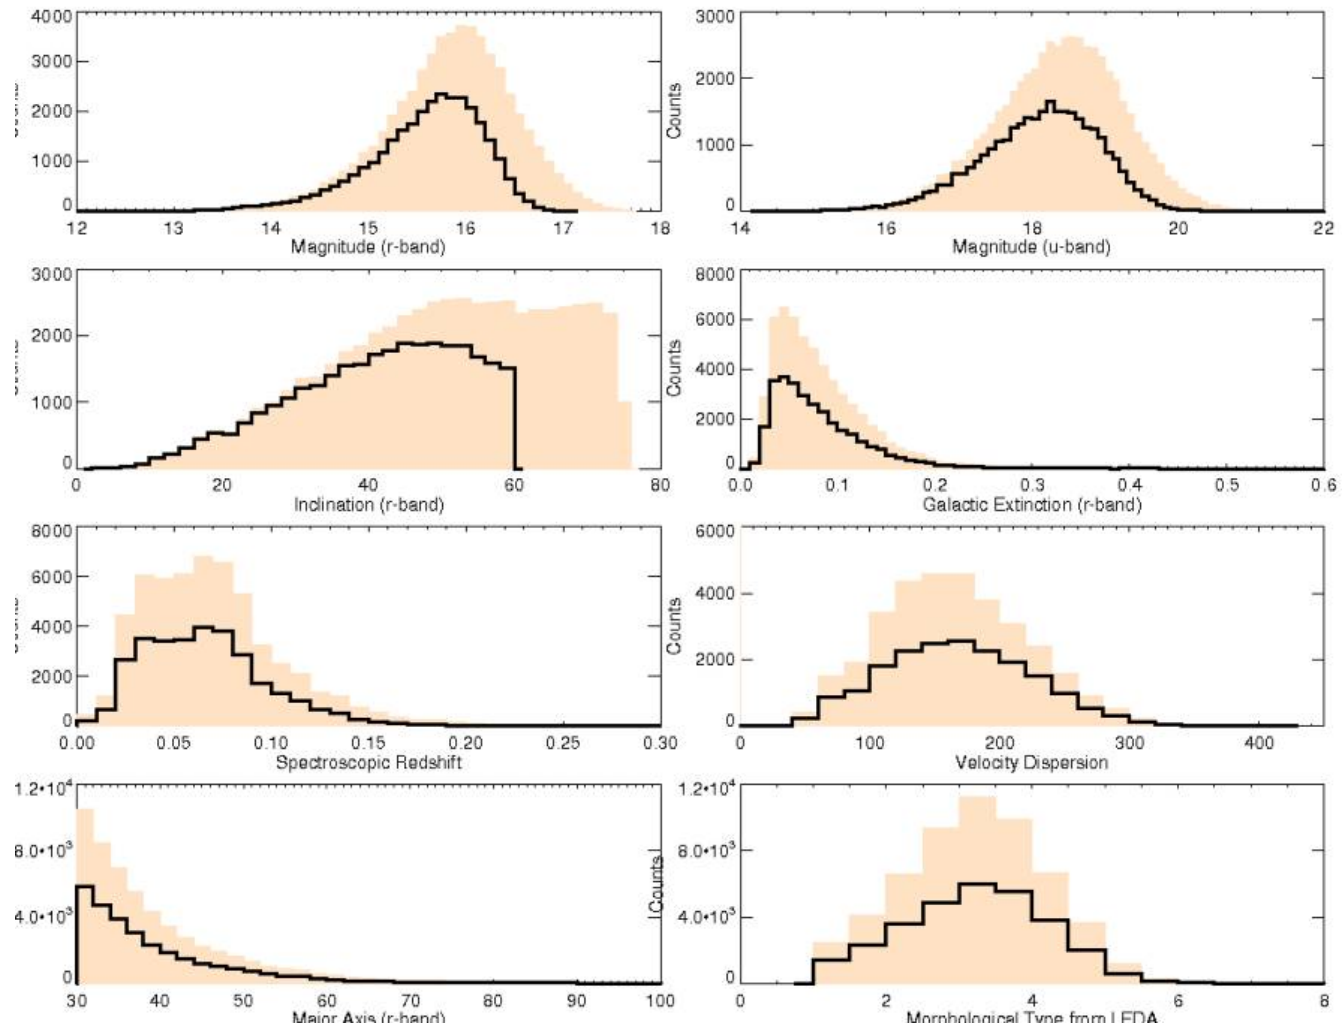 4000 3000
3000
2000
2000
1000 1000
0 0
Counts
12 13 14 15 16 17 18 14 16 18 20 22
Magnitude (r-band) Magnitude (u-band)
3000 8000
6000
2000
4000
1000
2000
0 0
Counts
0 20 40 60 80 0.0 0.1 0.2 0.3 0.4 0.5 0.6
Inclination (r-band) Galactic Extinction (r-band)
8000 6000
6000
4000
4000
2000
2000
0 0
Counts
0.00 0.05 0.10 0.15 0.20 0.25 0.30 0 100 200 300 400
Spectroscopic Redshift Velocity Dispersion
1.2•10⁴ 1.2•10⁴
8.0•10³ 8.0•10³
4.0•10³ 4.0•10³
0 0
Counts
30 40 50 60 70 80 90 100 0 2 4 6 8
Major Axis (r-band) Morphological Type from LEDA